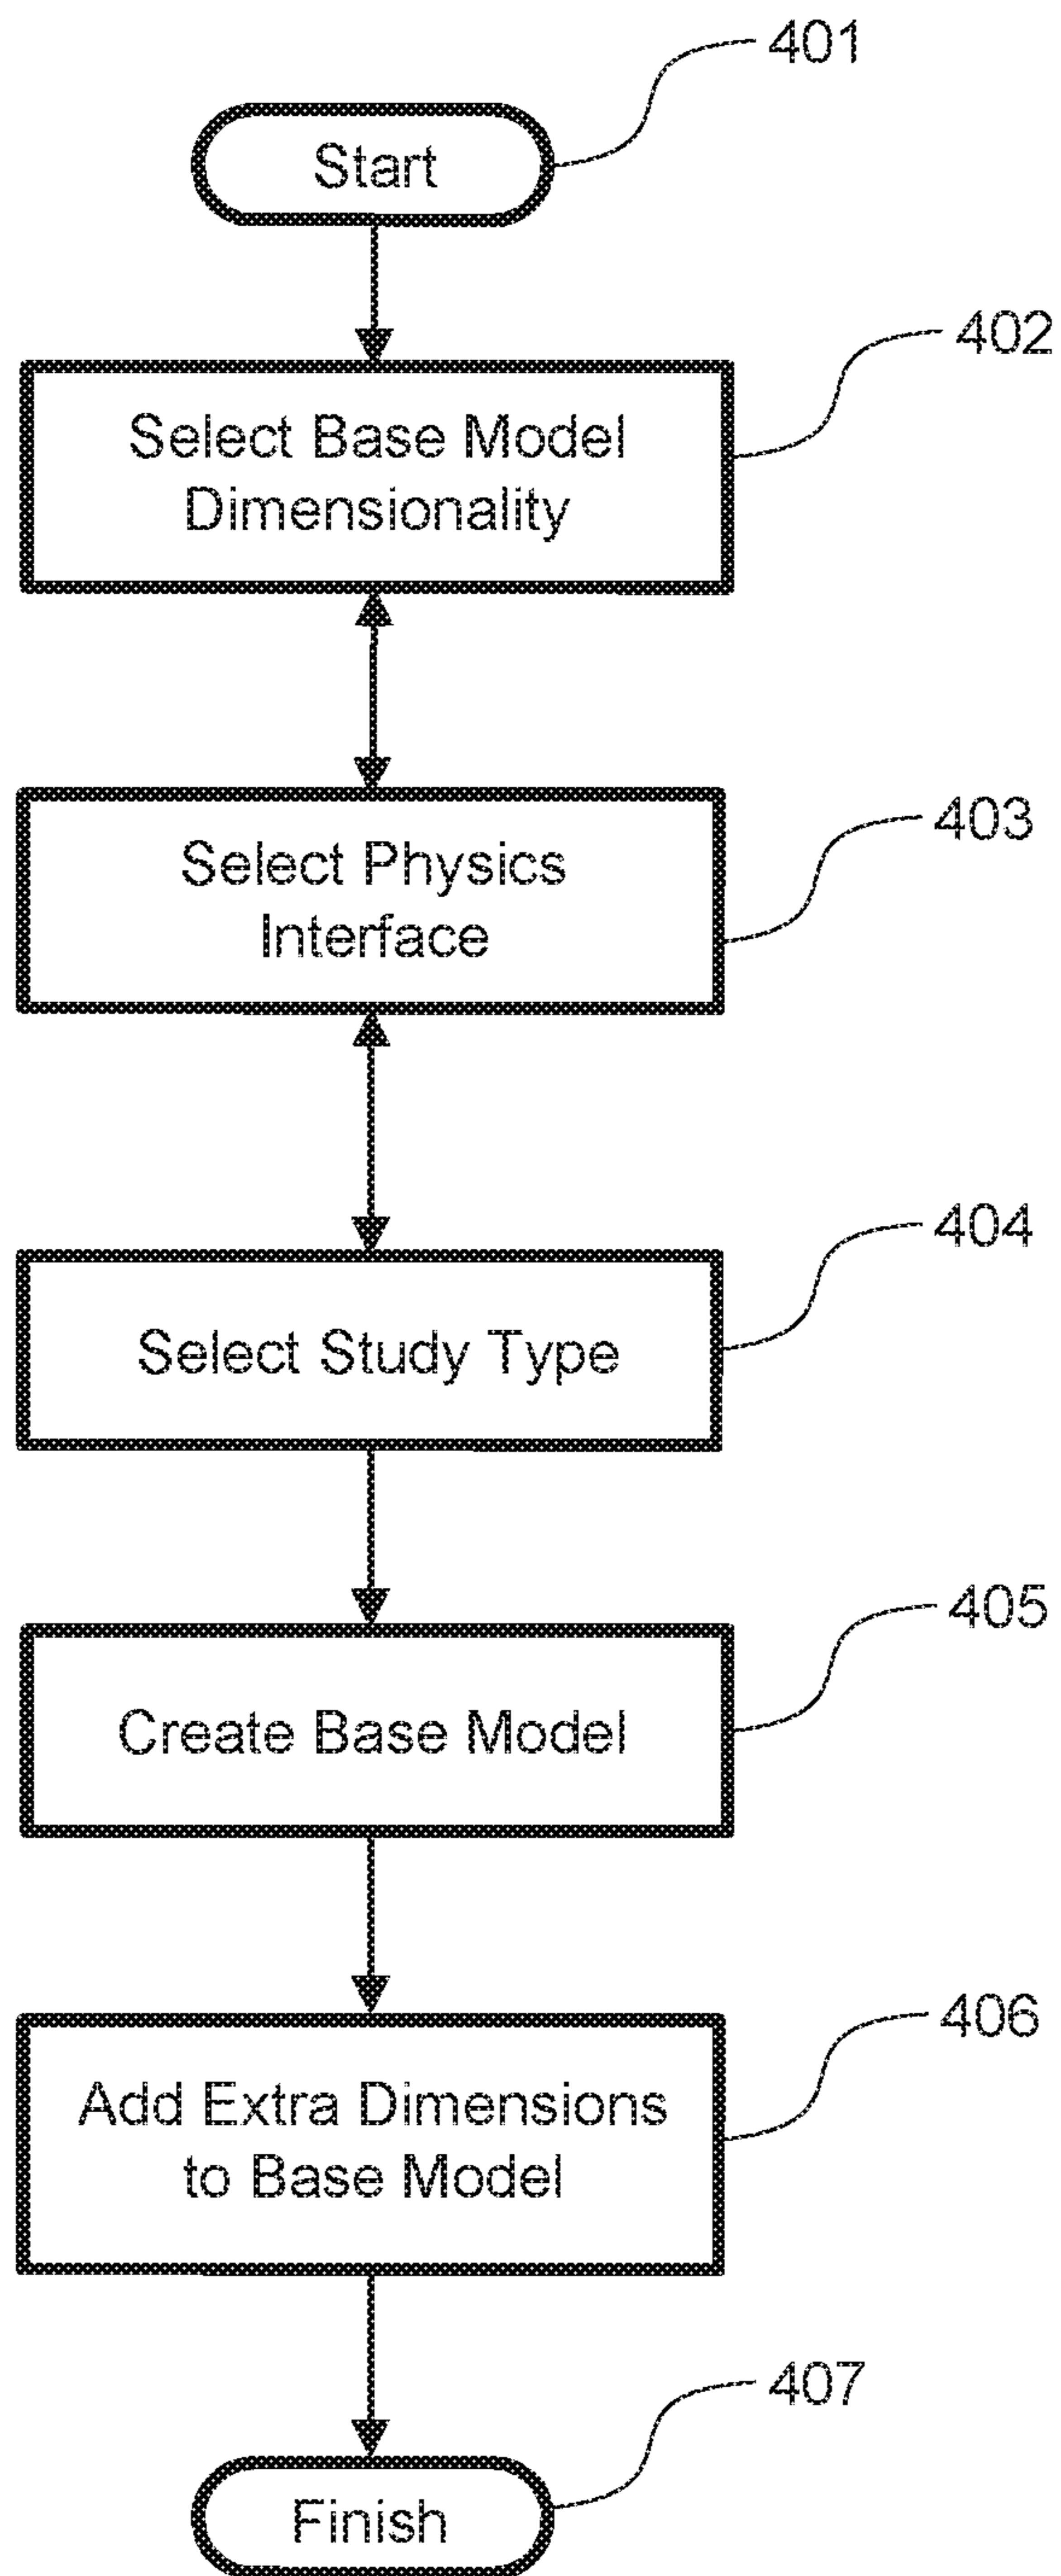 401
Start
402
Select Base Model
Dimensionality
403
Select Physics
Interface
404
Select Study Type
405
Create Base Model
406
Add Extra Dimensions
to Base Model
407
Finish